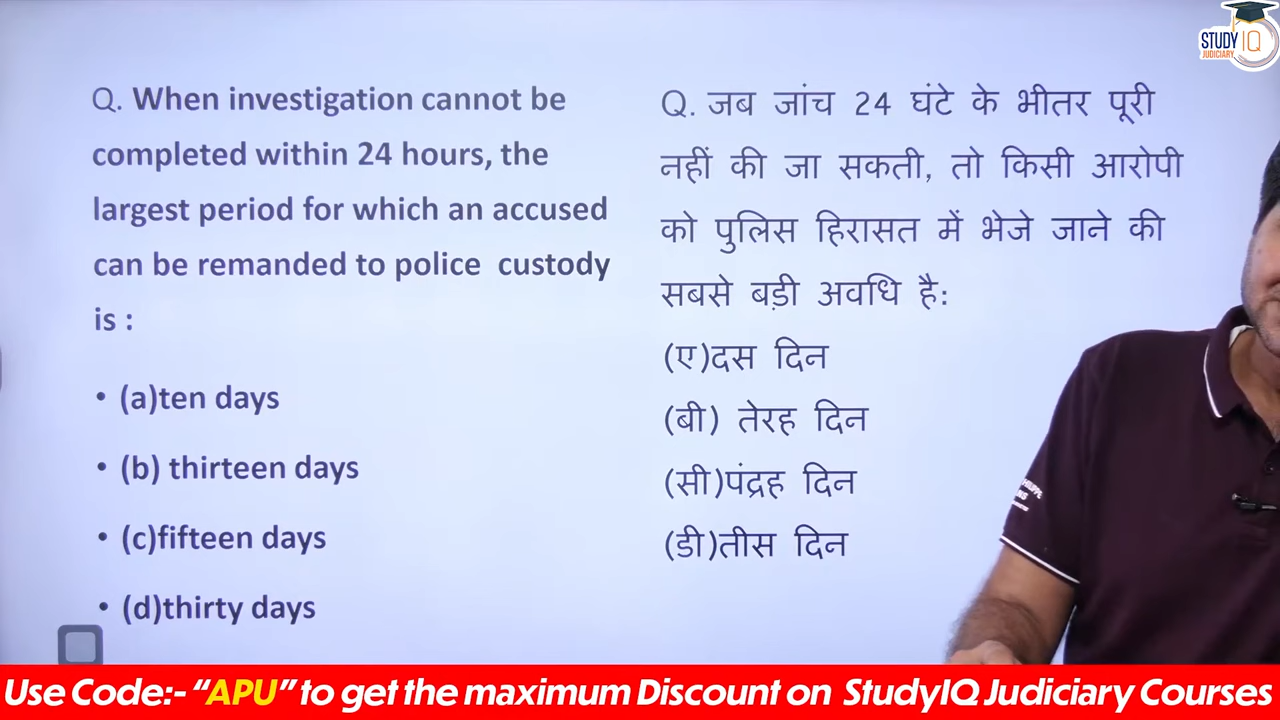 STUDY IQ
JUDICIARY
Q. When investigation cannot be
completed within 24 hours, the
largest period for which an accused
can be remanded to police custody
is :
• (a)ten days
• (b) thirteen days
• (c)fifteen days
• (d)thirty days
Q. जब जांच 24 घंटे के भीतर पूरी
नहीं की जा सकती, तो किसी आरोपी
को पुलिस हिरासत में भेजे जाने की
सबसे बड़ी अवधि है:
(ए)दस दिन
(बी) तेरह दिन
(सी)पंद्रह दिन
(डी)तीस दिन
Use Code:- “APU” to get the maximum Discount on StudyIQ Judiciary Courses